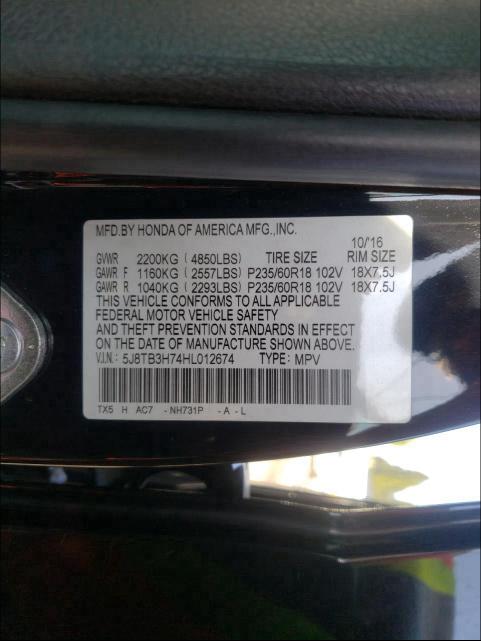 MFD.BY HONDA OF AMERICA MFG.,INC.
10/16
GVWR 2200KG ( 4850LBS) TIRE SIZE RIM SIZE
GAWR F 1160KG ( 2557LBS) P235/60R18 102V 18X7.5J
GAWR R 1040KG ( 2293LBS) P235/60R18 102V 18X7.5J
THIS VEHICLE CONFORMS TO ALL APPLICABLE
FEDERAL MOTOR VEHICLE SAFETY
AND THEFT PREVENTION STANDARDS IN EFFECT
ON THE DATE OF MANUFACTURE SHOWN ABOVE.
V.I.N.: 5J8TB3H74HL012674 TYPE: MPV
TX5 H AC7 - NH731P - A - L